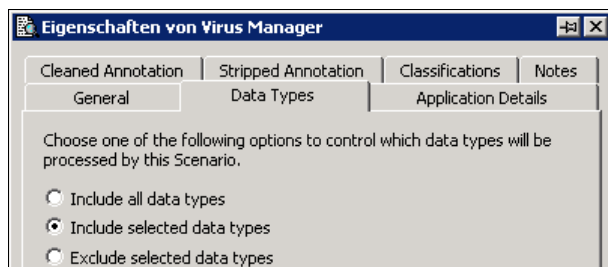 Eigenschaften von Virus Manager
Cleaned Annotation Stripped Annotation Classifications Notes
General Data Types Application Details
Choose one of the following options to control which data types will be
processed by this Scenario.
Include all data types
Include selected data types
Exclude selected data types